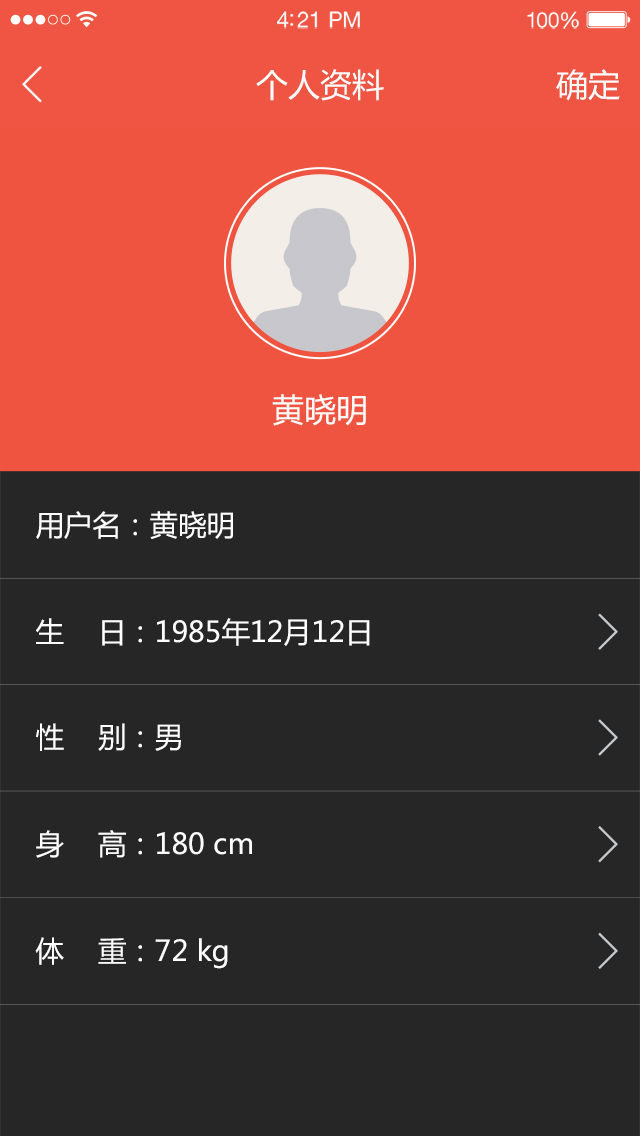 4:21 PM 100%
个人资料 确定
黄晓明
用户名：黄晓明
生 日：1985年12月12日
性 别：男
身 高：180 cm
体 重：72 kg